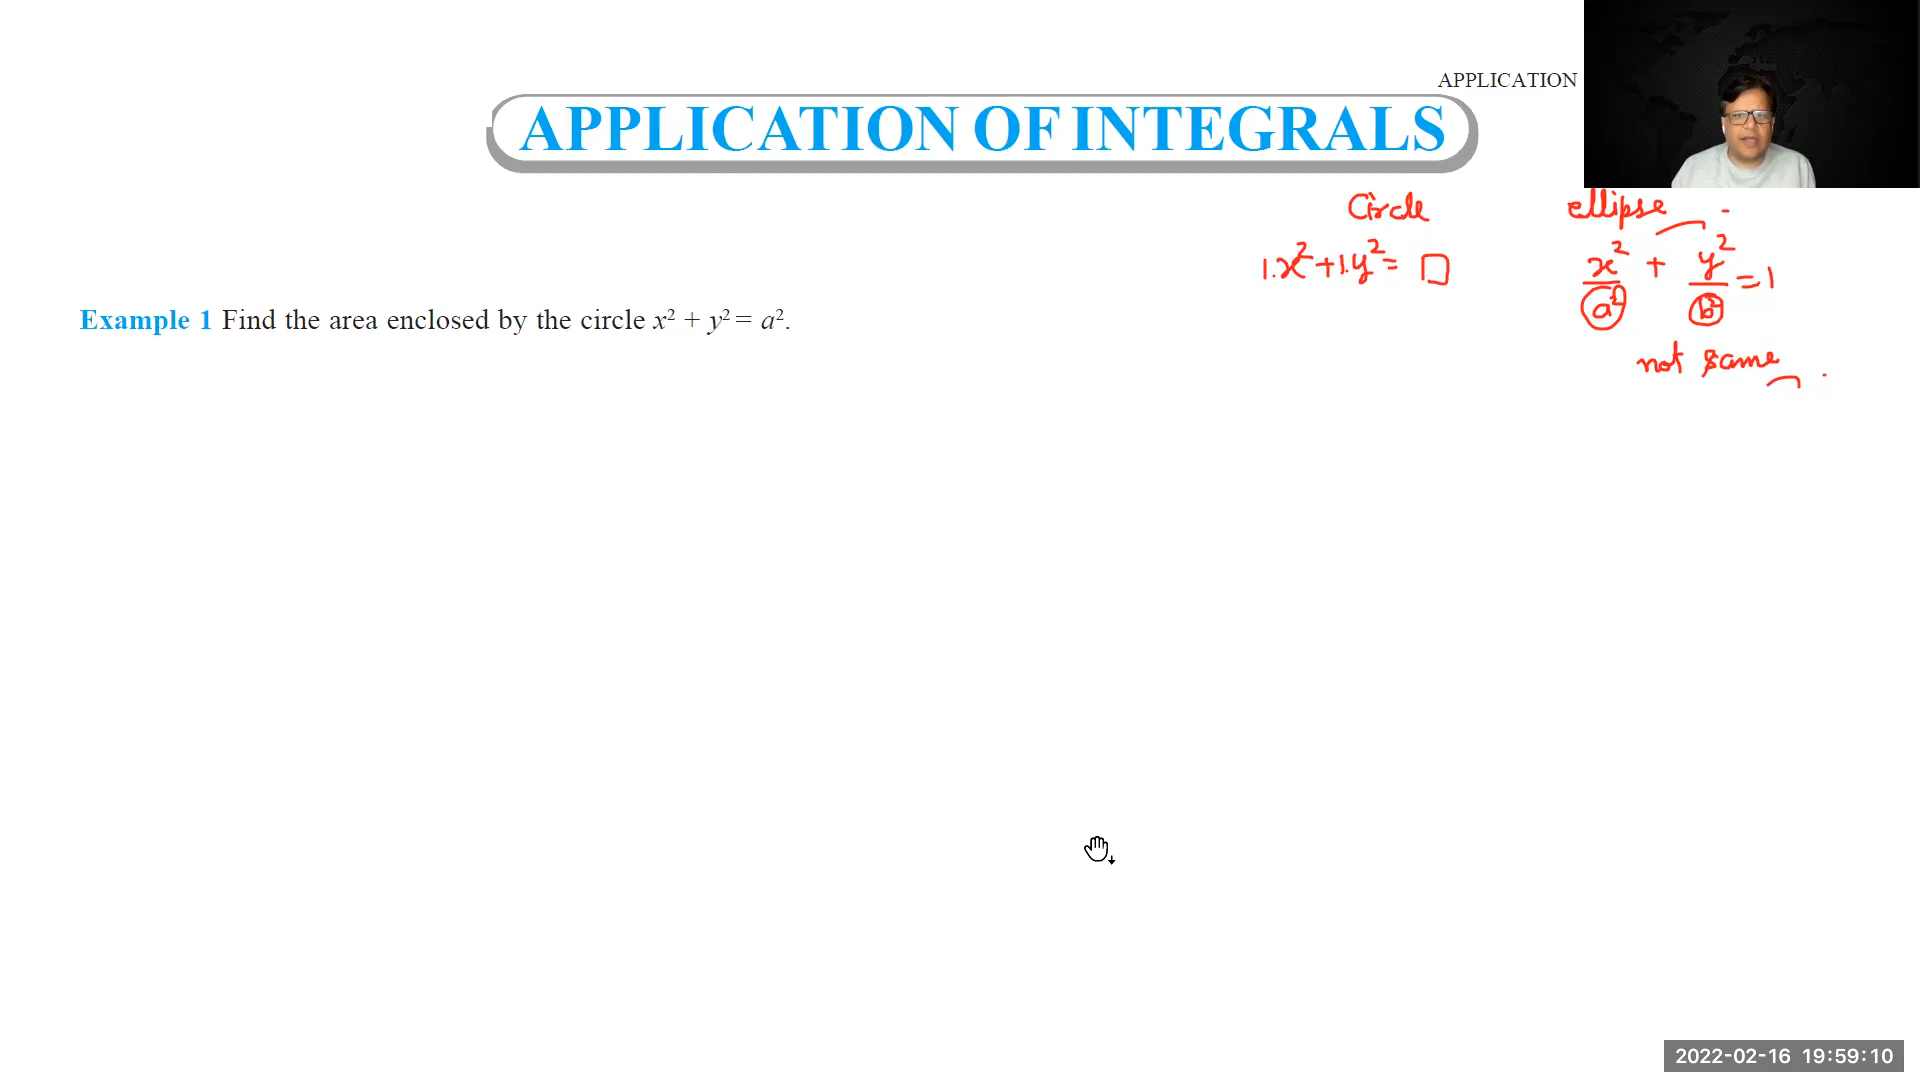 APPLICATION
APPLICATION OF INTEGRALS
Circle
ellipse
1.x² + 1.y² = □
x²/a² + y²/b² = 1
Example 1 Find the area enclosed by the circle x² + y² = a².
not same
2022-02-16 19:59:10